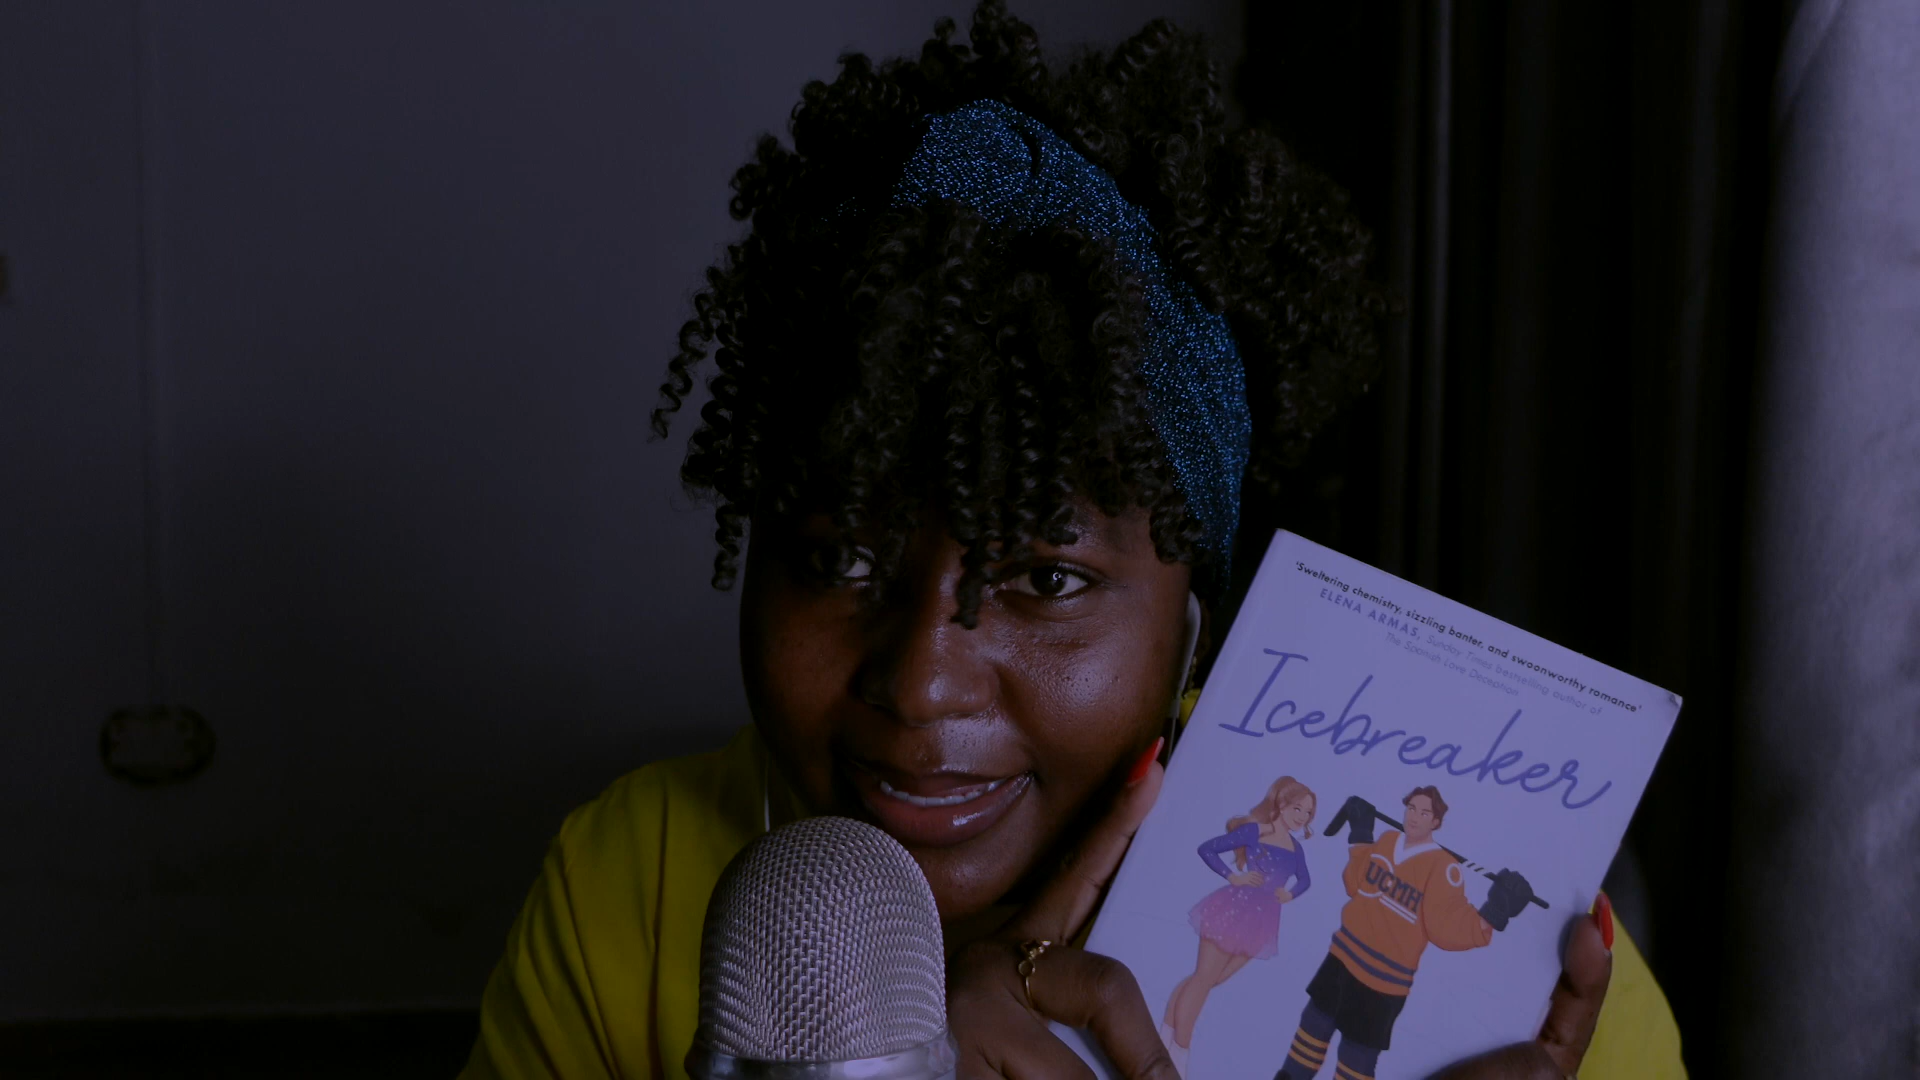 'Sweltering chemistry, sizzling banter, and swoonworthy romance'
ELENA ARMAS, Sunday Times bestselling author of
The Spanish Love Deception
Icebreaker
UCMH